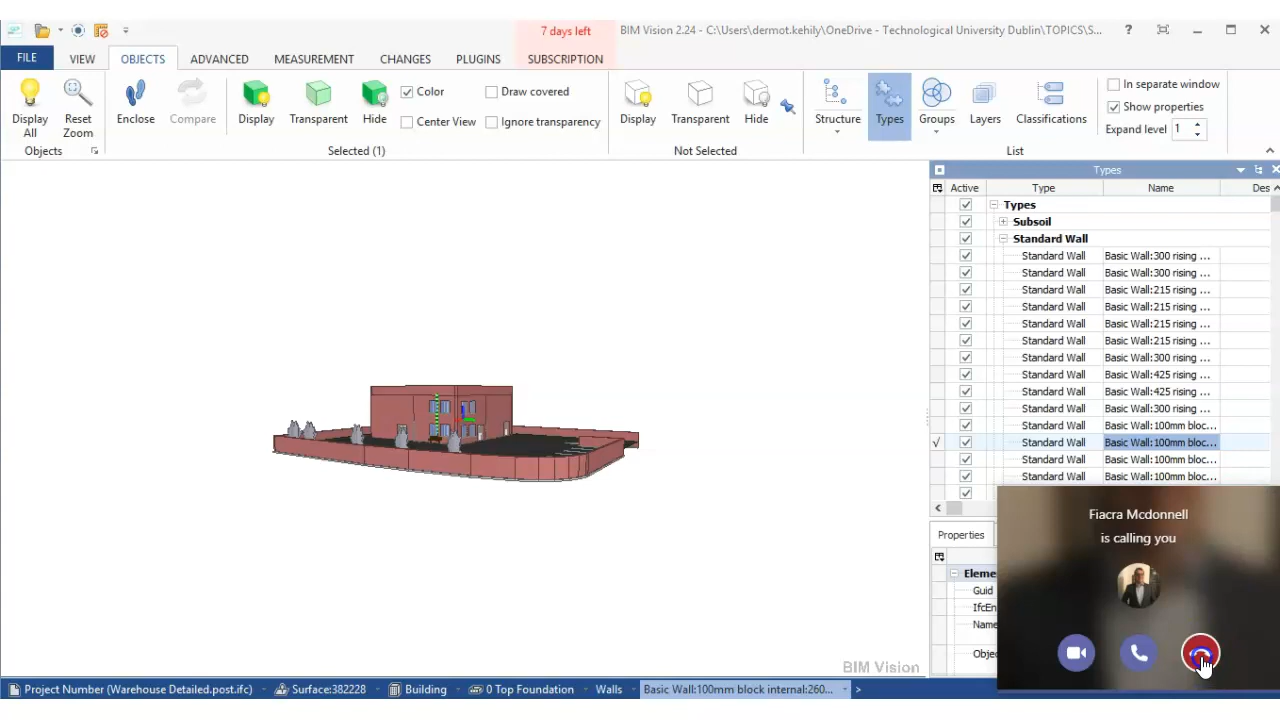 7 days left
BIM Vision 2.24 - C:\Users\dermot.kehily\OneDrive - Technological University Dublin\TOPICS\S...
FILE VIEW OBJECTS ADVANCED MEASUREMENT CHANGES PLUGINS SUBSCRIPTION
Display All
Reset Zoom
Objects
Enclose
Compare
Display
Transparent
Hide
Color
Draw covered
Center View
Ignore transparency
Selected (1)
Display
Transparent
Hide
Not Selected
Structure
Types
Groups
Layers
Classifications
In separate window
Show properties
Expand level 1
List
Types
Active Type Name Des
Types
Subsoil
Standard Wall
Standard Wall Basic Wall:300 rising ...
Standard Wall Basic Wall:300 rising ...
Standard Wall Basic Wall:215 rising ...
Standard Wall Basic Wall:215 rising ...
Standard Wall Basic Wall:215 rising ...
Standard Wall Basic Wall:215 rising ...
Standard Wall Basic Wall:300 rising ...
Standard Wall Basic Wall:425 rising ...
Standard Wall Basic Wall:425 rising ...
Standard Wall Basic Wall:300 rising ...
Standard Wall Basic Wall:100mm bloc...
Standard Wall Basic Wall:100mm bloc...
Standard Wall Basic Wall:100mm bloc...
Standard Wall Basic Wall:100mm bloc...
Properties
Eleme
Guid
IfcEn
Name
Objec
Fiacra Mcdonnell
is calling you
BIM Vision
Project Number (Warehouse Detailed.post.ifc) Surface:382228 Building 0 Top Foundation Walls Basic Wall:100mm block internal:260... >